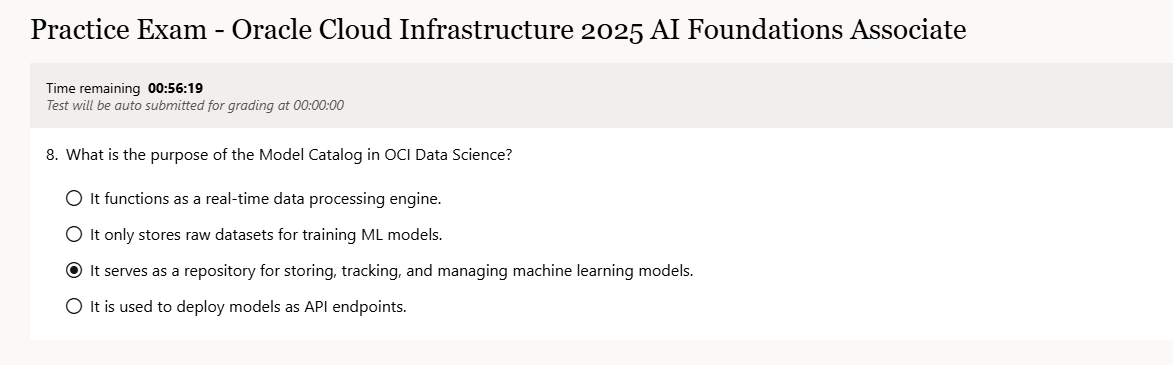 Practice Exam - Oracle Cloud Infrastructure 2025 AI Foundations Associate
Time remaining 00:56:19
Test will be auto submitted for grading at 00:00:00
8. What is the purpose of the Model Catalog in OCI Data Science?
It functions as a real-time data processing engine.
It only stores raw datasets for training ML models.
It serves as a repository for storing, tracking, and managing machine learning models.
It is used to deploy models as API endpoints.